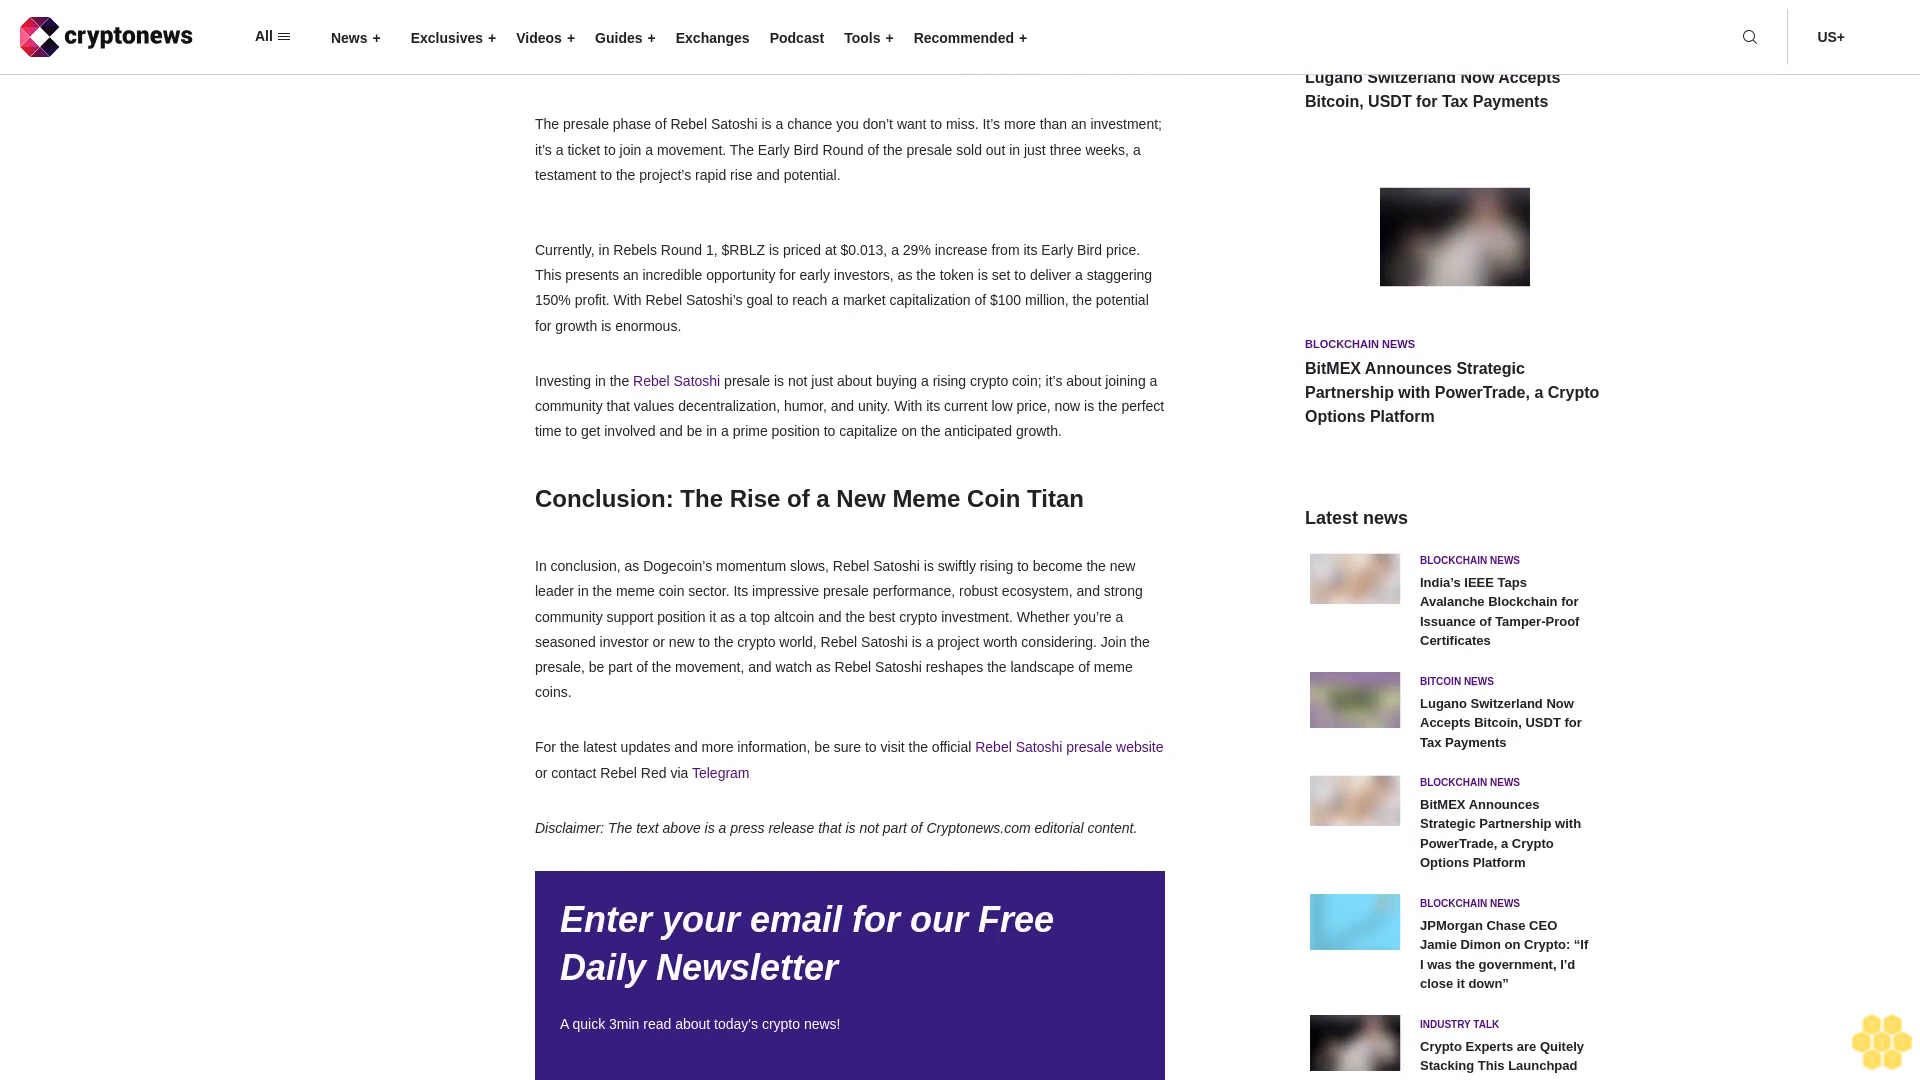 cryptonews
All
News +
Exclusives +
Videos +
Guides +
Exchanges
Podcast
Tools +
Recommended +
US+
The presale phase of Rebel Satoshi is a chance you don’t want to miss. It’s more than an investment;
it’s a ticket to join a movement. The Early Bird Round of the presale sold out in just three weeks, a
testament to the project’s rapid rise and potential.
Currently, in Rebels Round 1, $RBLZ is priced at $0.013, a 29% increase from its Early Bird price.
This presents an incredible opportunity for early investors, as the token is set to deliver a staggering
150% profit. With Rebel Satoshi’s goal to reach a market capitalization of $100 million, the potential
for growth is enormous.
Investing in the Rebel Satoshi presale is not just about buying a rising crypto coin; it’s about joining a
community that values decentralization, humor, and unity. With its current low price, now is the perfect
time to get involved and be in a prime position to capitalize on the anticipated growth.
Conclusion: The Rise of a New Meme Coin Titan
In conclusion, as Dogecoin’s momentum slows, Rebel Satoshi is swiftly rising to become the new
leader in the meme coin sector. Its impressive presale performance, robust ecosystem, and strong
community support position it as a top altcoin and the best crypto investment. Whether you’re a
seasoned investor or new to the crypto world, Rebel Satoshi is a project worth considering. Join the
presale, be part of the movement, and watch as Rebel Satoshi reshapes the landscape of meme
coins.
For the latest updates and more information, be sure to visit the official Rebel Satoshi presale website
or contact Rebel Red via Telegram
Disclaimer: The text above is a press release that is not part of Cryptonews.com editorial content.
Enter your email for our Free
Daily Newsletter
A quick 3min read about today's crypto news!
Lugano Switzerland Now Accepts
Bitcoin, USDT for Tax Payments
BLOCKCHAIN NEWS
BitMEX Announces Strategic
Partnership with PowerTrade, a Crypto
Options Platform
Latest news
BLOCKCHAIN NEWS
India’s IEEE Taps
Avalanche Blockchain for
Issuance of Tamper-Proof
Certificates
BITCOIN NEWS
Lugano Switzerland Now
Accepts Bitcoin, USDT for
Tax Payments
BLOCKCHAIN NEWS
BitMEX Announces
Strategic Partnership with
PowerTrade, a Crypto
Options Platform
BLOCKCHAIN NEWS
JPMorgan Chase CEO
Jamie Dimon on Crypto: “If
I was the government, I’d
close it down”
INDUSTRY TALK
Crypto Experts are Quitely
Stacking This Launchpad